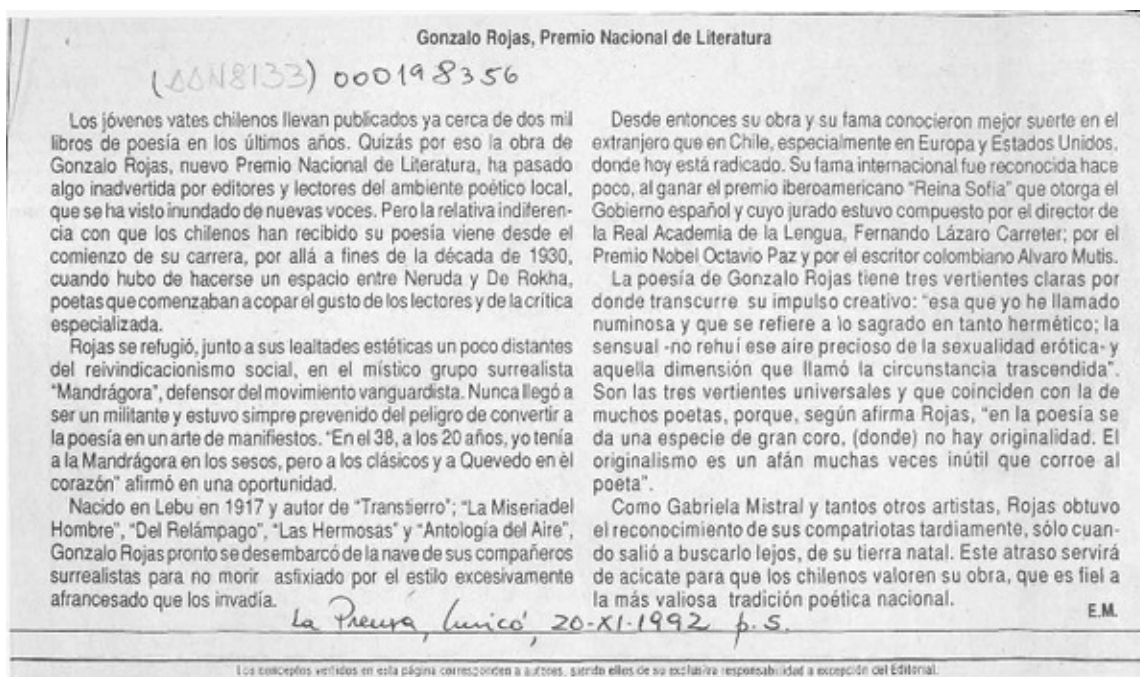 Gonzalo Rojas, Premio Nacional de Literatura
(AAN8133) 000198356
Los jóvenes vates chilenos llevan publicados ya cerca de dos mil
libros de poesía en los últimos años. Quizás por eso la obra de
Gonzalo Rojas, nuevo Premio Nacional de Literatura, ha pasado
algo inadvertida por editores y lectores del ambiente poético local,
que se ha visto inundado de nuevas voces. Pero la relativa indiferen-
cia con que los chilenos han recibido su poesía viene desde el
comienzo de su carrera, por allá a fines de la década de 1930,
cuando hubo de hacerse un espacio entre Neruda y De Rokha,
poetas que comenzaban a copar el gusto de los lectores y de la crítica
especializada.
Rojas se refugió, junto a sus lealtades estéticas un poco distantes
del reivindicacionismo social, en el místico grupo surrealista
"Mandrágora", defensor del movimiento vanguardista. Nunca llegó a
ser un militante y estuvo simpre prevenido del peligro de convertir a
la poesía en un arte de manifiestos. "En el 38, a los 20 años, yo tenía
a la Mandrágora en los sesos, pero a los clásicos y a Quevedo en el
corazón" afirmó en una oportunidad.
Nacido en Lebu en 1917 y autor de "Transtierro"; "La Miseriadel
Hombre", "Del Relámpago", "Las Hermosas" y "Antología del Aire",
Gonzalo Rojas pronto se desembarcó de la nave de sus compañeros
surrealistas para no morir asfixiado por el estilo excesivamente
afrancesado que los invadía.
Desde entonces su obra y su fama conocieron mejor suerte en el
extranjero que en Chile, especialmente en Europa y Estados Unidos,
donde hoy está radicado. Su fama internacional fue reconocida hace
poco, al ganar el premio iberoamericano "Reina Sofía" que otorga el
Gobierno español y cuyo jurado estuvo compuesto por el director de
la Real Academia de la Lengua, Fernando Lázaro Carreter; por el
Premio Nobel Octavio Paz y por el escritor colombiano Alvaro Mutis.
La poesía de Gonzalo Rojas tiene tres vertientes claras por
donde transcurre su impulso creativo: "esa que yo he llamado
numinosa y que se refiere a lo sagrado en tanto hermético; la
sensual -no rehuí ese aire precioso de la sexualidad erótica- y
aquella dimensión que llamó la circunstancia trascendida".
Son las tres vertientes universales y que coinciden con la de
muchos poetas, porque, según afirma Rojas, "en la poesía se
da una especie de gran coro, (donde) no hay originalidad. El
originalismo es un afán muchas veces inútil que corroe al
poeta".
Como Gabriela Mistral y tantos otros artistas, Rojas obtuvo
el reconocimiento de sus compatriotas tardiamente, sólo cuan-
do salió a buscarlo lejos, de su tierra natal. Este atraso servirá
de acicate para que los chilenos valoren su obra, que es fiel a
la más valiosa tradición poética nacional.
E.M.
La Prensa, Curicó, 20-XI-1992 p. 5.
Los conceptos vertidos en esta página corresponden a autores, siendo ellos de su exclusiva responsabilidad a excepción del Editorial.